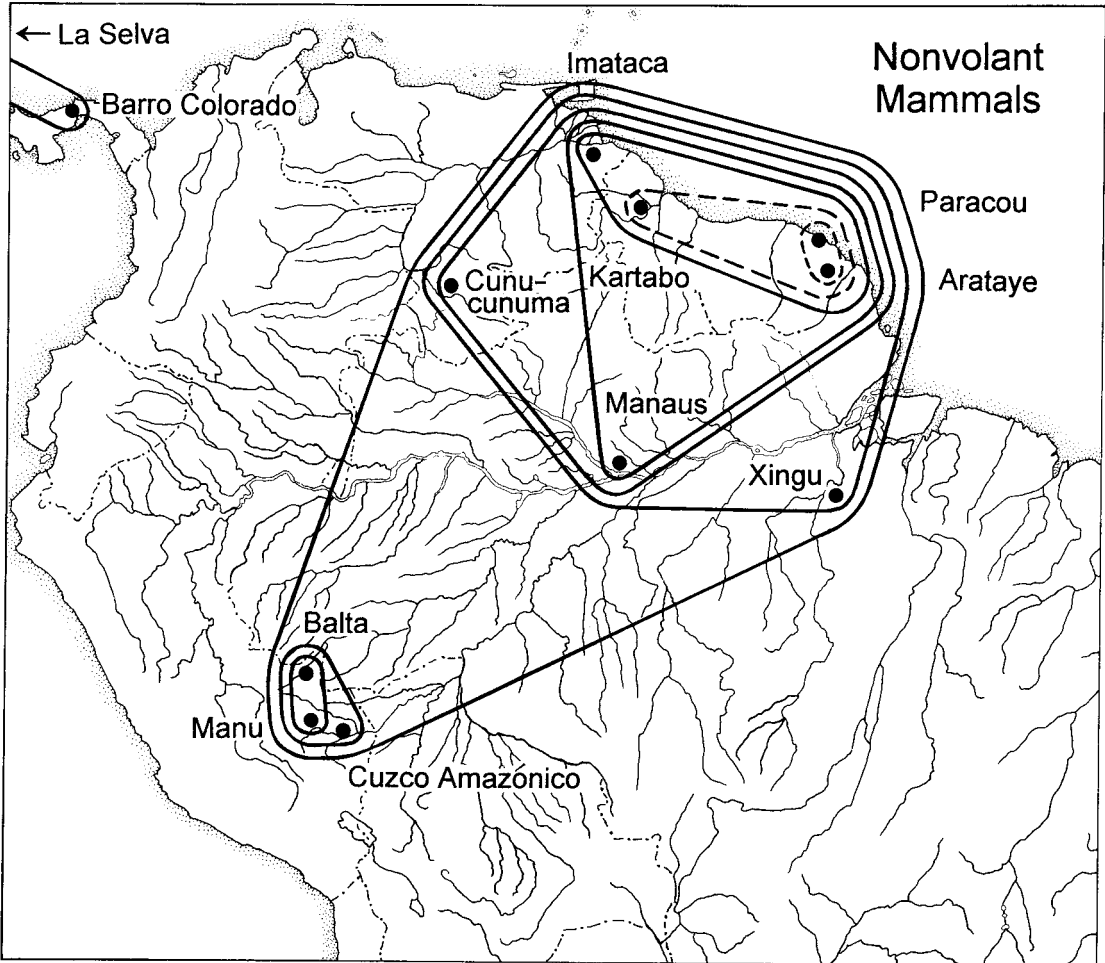 ← La Selva
Nonvolant
Mammals
Imataca
Barro Colorado
Paracou
Kartabo
Arataye
Cunu-
cunuma
Manaus
Xingu
Balta
Manu
Cuzco Amazónico